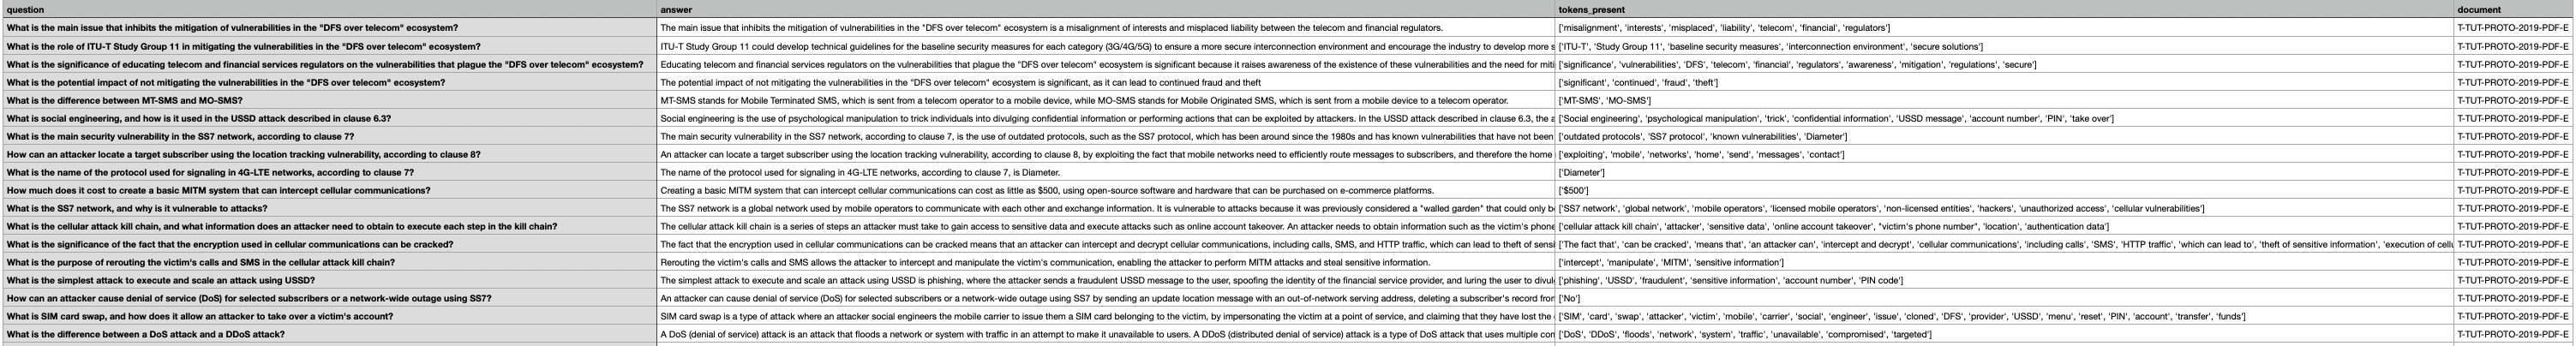 question answer tokens_present document
What is the main issue that inhibits the mitigation of vulnerabilities in the "DFS over telecom" ecosystem? The main issue that inhibits the mitigation of vulnerabilities in the "DFS over telecom" ecosystem is a misalignment of interests and misplaced liability between the telecom and financial regulators. ['misalignment', 'interests', 'misplaced', 'liability', 'telecom', 'financial', 'regulators'] T-TUT-PROTO-2019-PDF-E
What is the role of ITU-T Study Group 11 in mitigating the vulnerabilities in the "DFS over telecom" ecosystem? ITU-T Study Group 11 could develop technical guidelines for the baseline security measures for each category (3G/4G/5G) to ensure a more secure interconnection environment and encourage the industry to develop more s ['ITU-T', 'Study Group 11', 'baseline security measures', 'interconnection environment', 'secure solutions'] T-TUT-PROTO-2019-PDF-E
What is the significance of educating telecom and financial services regulators on the vulnerabilities that plague the "DFS over telecom" ecosystem? Educating telecom and financial services regulators on the vulnerabilities that plague the "DFS over telecom" ecosystem is significant because it raises awareness of the existence of these vulnerabilities and the need for miti ['significance', 'vulnerabilities', 'DFS', 'telecom', 'financial', 'regulators', 'awareness', 'mitigation', 'regulations', 'secure'] T-TUT-PROTO-2019-PDF-E
What is the potential impact of not mitigating the vulnerabilities in the "DFS over telecom" ecosystem? The potential impact of not mitigating the vulnerabilities in the "DFS over telecom" ecosystem is significant, as it can lead to continued fraud and theft ['significant', 'continued', 'fraud', 'theft'] T-TUT-PROTO-2019-PDF-E
What is the difference between MT-SMS and MO-SMS? MT-SMS stands for Mobile Terminated SMS, which is sent from a telecom operator to a mobile device, while MO-SMS stands for Mobile Originated SMS, which is sent from a mobile device to a telecom operator. ['MT-SMS', 'MO-SMS'] T-TUT-PROTO-2019-PDF-E
What is social engineering, and how is it used in the USSD attack described in clause 6.3? Social engineering is the use of psychological manipulation to trick individuals into divulging confidential information or performing actions that can be exploited by attackers. In the USSD attack described in clause 6.3, the a ['Social engineering', 'psychological manipulation', 'trick', 'confidential information', 'USSD message', 'account number', 'PIN', 'take over'] T-TUT-PROTO-2019-PDF-E
What is the main security vulnerability in the SS7 network, according to clause 7? The main security vulnerability in the SS7 network, according to clause 7, is the use of outdated protocols, such as the SS7 protocol, which has been around since the 1980s and has known vulnerabilities that have not been ['outdated protocols', 'SS7 protocol', 'known vulnerabilities', 'Diameter'] T-TUT-PROTO-2019-PDF-E
How can an attacker locate a target subscriber using the location tracking vulnerability, according to clause 8? An attacker can locate a target subscriber using the location tracking vulnerability, according to clause 8, by exploiting the fact that mobile networks need to efficiently route messages to subscribers, and therefore the home ['exploiting', 'mobile', 'networks', 'home', 'send', 'messages', 'contact'] T-TUT-PROTO-2019-PDF-E
What is the name of the protocol used for signaling in 4G-LTE networks, according to clause 7? The name of the protocol used for signaling in 4G-LTE networks, according to clause 7, is Diameter. ['Diameter'] T-TUT-PROTO-2019-PDF-E
How much does it cost to create a basic MITM system that can intercept cellular communications? Creating a basic MITM system that can intercept cellular communications can cost as little as $500, using open-source software and hardware that can be purchased on e-commerce platforms. ['$500'] T-TUT-PROTO-2019-PDF-E
What is the SS7 network, and why is it vulnerable to attacks? The SS7 network is a global network used by mobile operators to communicate with each other and exchange information. It is vulnerable to attacks because it was previously considered a "walled garden" that could only b ['SS7 network', 'global network', 'mobile operators', 'licensed mobile operators', 'non-licensed entities', 'hackers', 'unauthorized access', 'cellular vulnerabilities'] T-TUT-PROTO-2019-PDF-E
What is the cellular attack kill chain, and what information does an attacker need to obtain to execute each step in the kill chain? The cellular attack kill chain is a series of steps an attacker must take to gain access to sensitive data and execute attacks such as online account takeover. An attacker needs to obtain information such as the victim's phone ['cellular attack kill chain', 'attacker', 'sensitive data', 'online account takeover', "victim's phone number", 'location', 'authentication data'] T-TUT-PROTO-2019-PDF-E
What is the significance of the fact that the encryption used in cellular communications can be cracked? The fact that the encryption used in cellular communications can be cracked means that an attacker can intercept and decrypt cellular communications, including calls, SMS, and HTTP traffic, which can lead to theft of sensi ['The fact that', 'can be cracked', 'means that', 'an attacker can', 'intercept and decrypt', 'cellular communications', 'including calls', 'SMS', 'HTTP traffic', 'which can lead to', 'theft of sensitive information', 'execution of cellu T-TUT-PROTO-2019-PDF-E
What is the purpose of rerouting the victim's calls and SMS in the cellular attack kill chain? Rerouting the victim's calls and SMS allows the attacker to intercept and manipulate the victim's communication, enabling the attacker to perform MITM attacks and steal sensitive information. ['intercept', 'manipulate', 'MITM', 'sensitive information'] T-TUT-PROTO-2019-PDF-E
What is the simplest attack to execute and scale an attack using USSD? The simplest attack to execute and scale an attack using USSD is phishing, where the attacker sends a fraudulent USSD message to the user, spoofing the identity of the financial service provider, and luring the user to divul ['phishing', 'USSD', 'fraudulent', 'sensitive information', 'account number', 'PIN code'] T-TUT-PROTO-2019-PDF-E
How can an attacker cause denial of service (DoS) for selected subscribers or a network-wide outage using SS7? An attacker can cause denial of service (DoS) for selected subscribers or a network-wide outage using SS7 by sending an update location message with an out-of-network serving address, deleting a subscriber's record fror ['No'] T-TUT-PROTO-2019-PDF-E
What is SIM card swap, and how does it allow an attacker to take over a victim's account? SIM card swap is a type of attack where an attacker social engineers the mobile carrier to issue them a SIM card belonging to the victim, by impersonating the victim at a point of service, and claiming that they have lost the ['SIM', 'card', 'swap', 'attacker', 'victim', 'mobile', 'carrier', 'social', 'engineer', 'issue', 'cloned', 'DFS', 'provider', 'USSD', 'menu', 'reset', 'PIN', 'account', 'transfer', 'funds'] T-TUT-PROTO-2019-PDF-E
What is the difference between a DoS attack and a DDoS attack? A DoS (denial of service) attack is an attack that floods a network or system with traffic in an attempt to make it unavailable to users. A DDoS (distributed denial of service) attack is a type of DoS attack that uses multiple con ['DoS', 'DDoS', 'floods', 'network', 'system', 'traffic', 'unavailable', 'compromised', 'targeted'] T-TUT-PROTO-2019-PDF-E